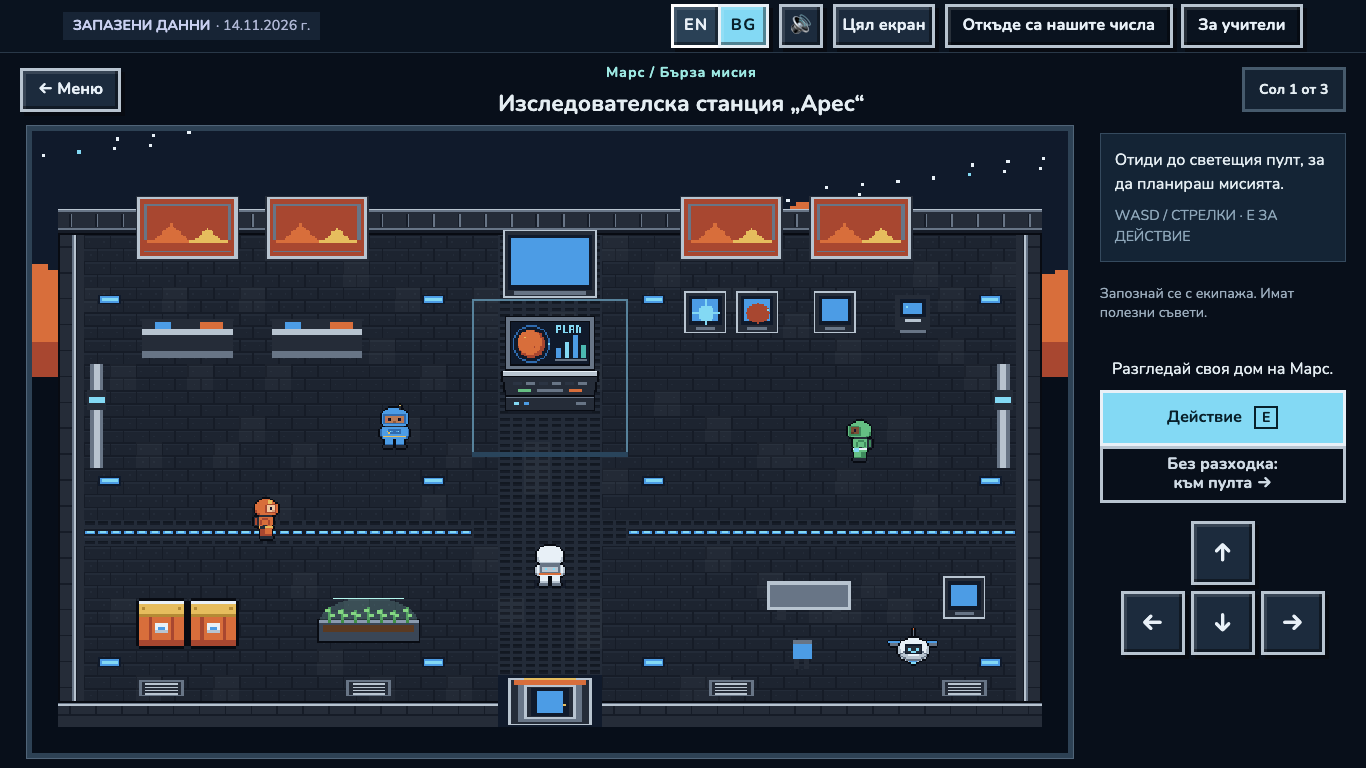 ЗАПАЗЕНИ ДАННИ · 14.11.2026 г.
EN BG
Цял екран
Откъде са нашите числа
За учители
← Меню
Марс / Бърза мисия
Изследователска станция „Арес“
Сол 1 от 3
PLAN
Отиди до светещия пулт, за
да планираш мисията.
WASD / СТРЕЛКИ · E ЗА
ДЕЙСТВИЕ
Запознай се с екипажа. Имат
полезни съвети.
Разгледай своя дом на Марс.
Действие E
Без разходка:
към пулта →
↑
← ↓ →